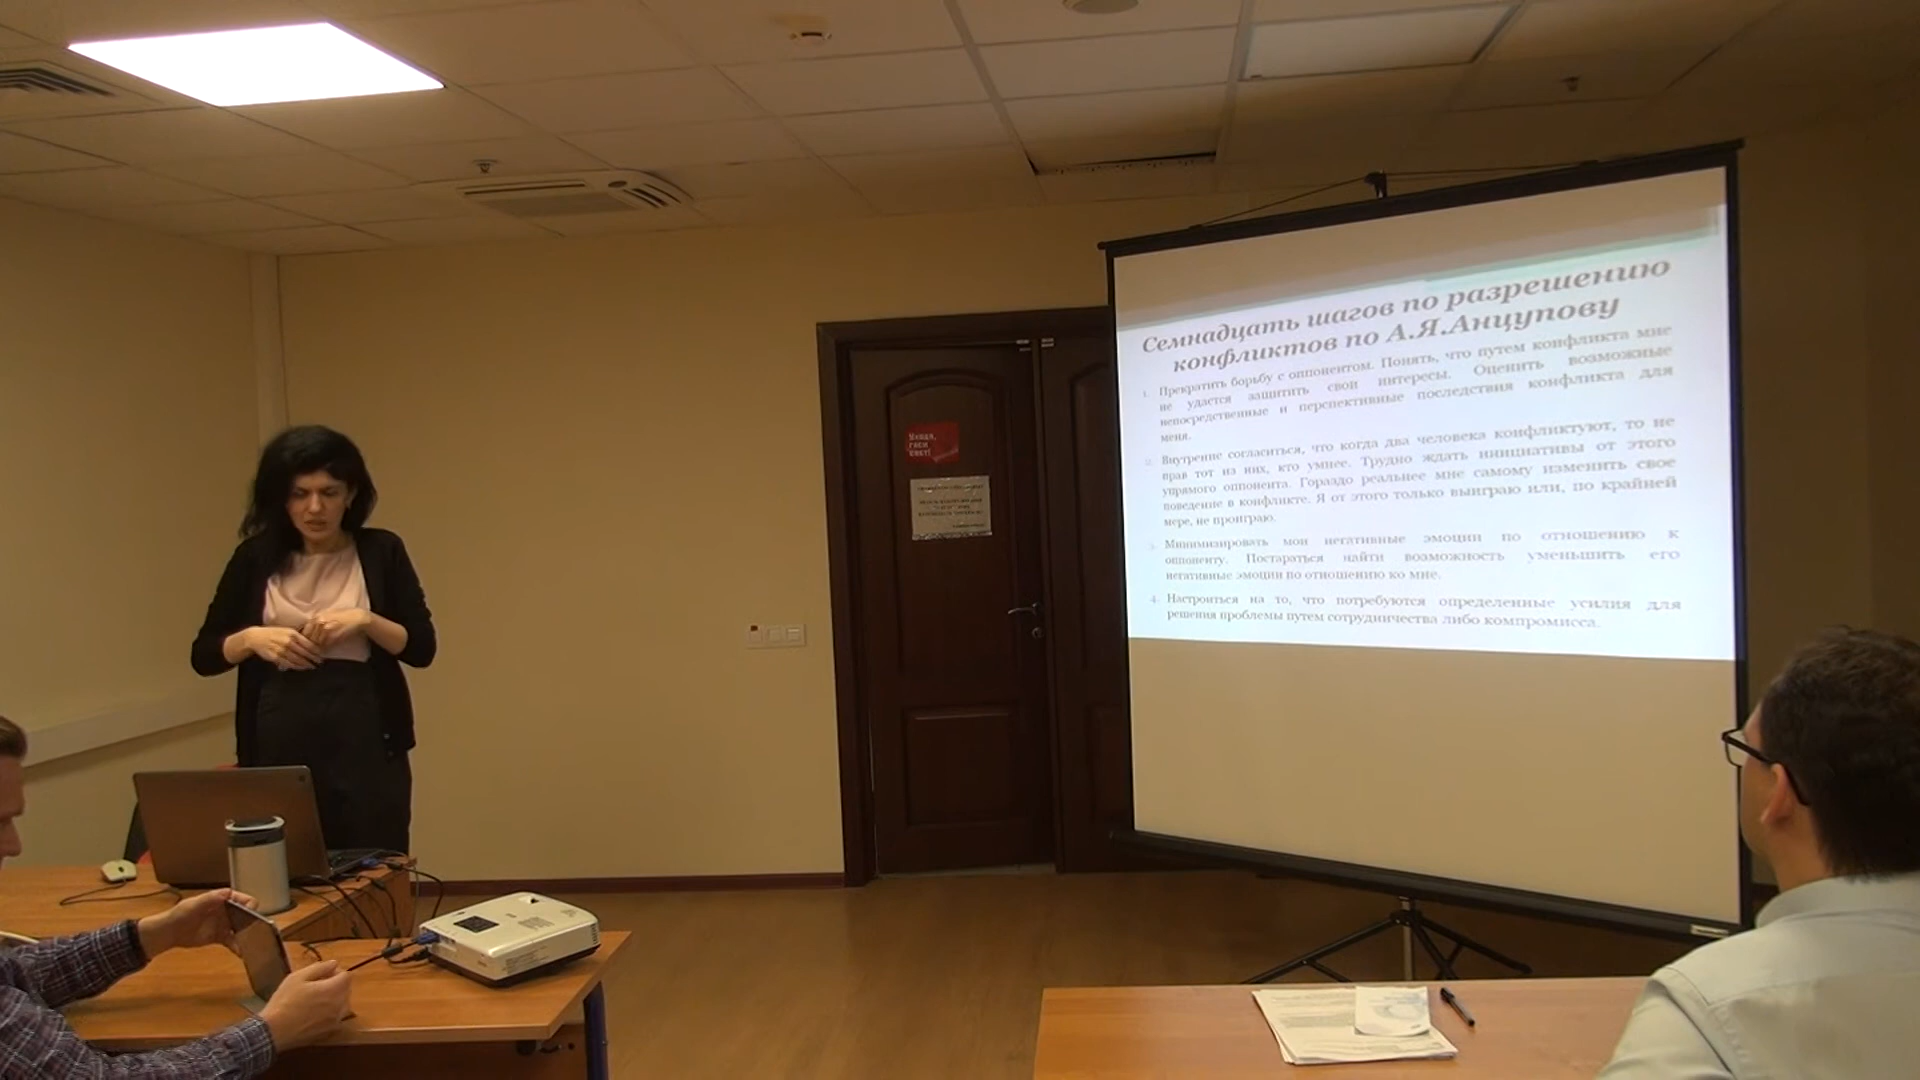 Семнадцать шагов по разрешению
конфликтов по А.Я.Анцупову
1. Прекратить борьбу с оппонентом. Понять, что путем конфликта мне
не удастся защитить свои интересы. Оценить возможные
непосредственные и перспективные последствия конфликта для
меня.
2. Внутренне согласиться, что когда два человека конфликтуют, то не
прав тот из них, кто умнее. Трудно ждать инициативы от этого
упрямого оппонента. Гораздо реальнее мне самому изменить свое
поведение в конфликте. Я от этого только выиграю или, по крайней
мере, не проиграю.
3. Минимизировать мои негативные эмоции по отношению к
оппоненту. Постараться найти возможность уменьшить его
негативные эмоции по отношению ко мне.
4. Настроиться на то, что потребуются определенные усилия для
решения проблемы путем сотрудничества либо компромисса.
Уходя,
гаси
свет!